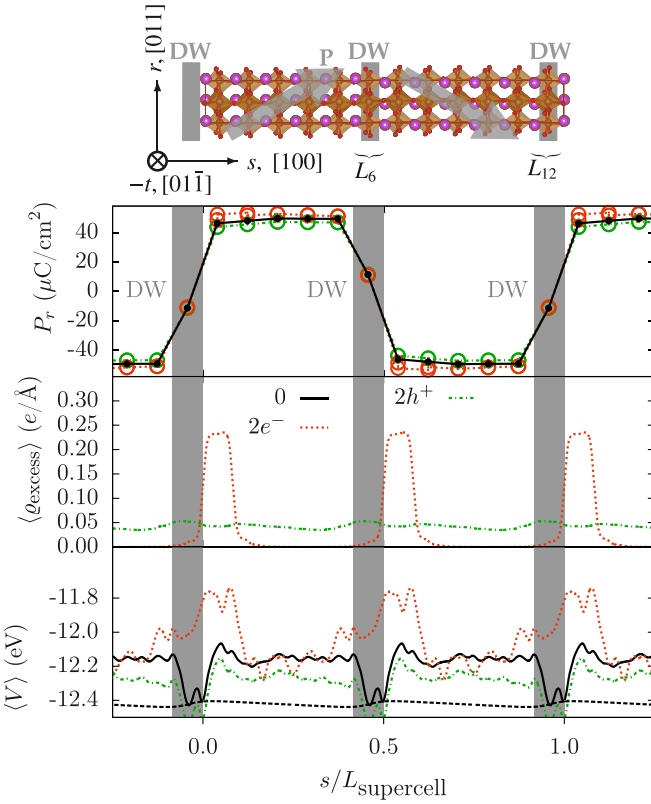 DW DW DW
P
r, [011]
s, [100]
−t, [011̄]
L6 L12
Pr (μC/cm²)
40
20
0
−20
−40
DW DW DW
⟨ϱexcess⟩ (e/Å)
0.30
0.25
0.20
0.15
0.10
0.05
0.00
0 2h⁺
2e⁻
⟨V⟩ (eV)
-11.8
-12.0
-12.2
-12.4
0.0 0.5 1.0
s/Lsupercell